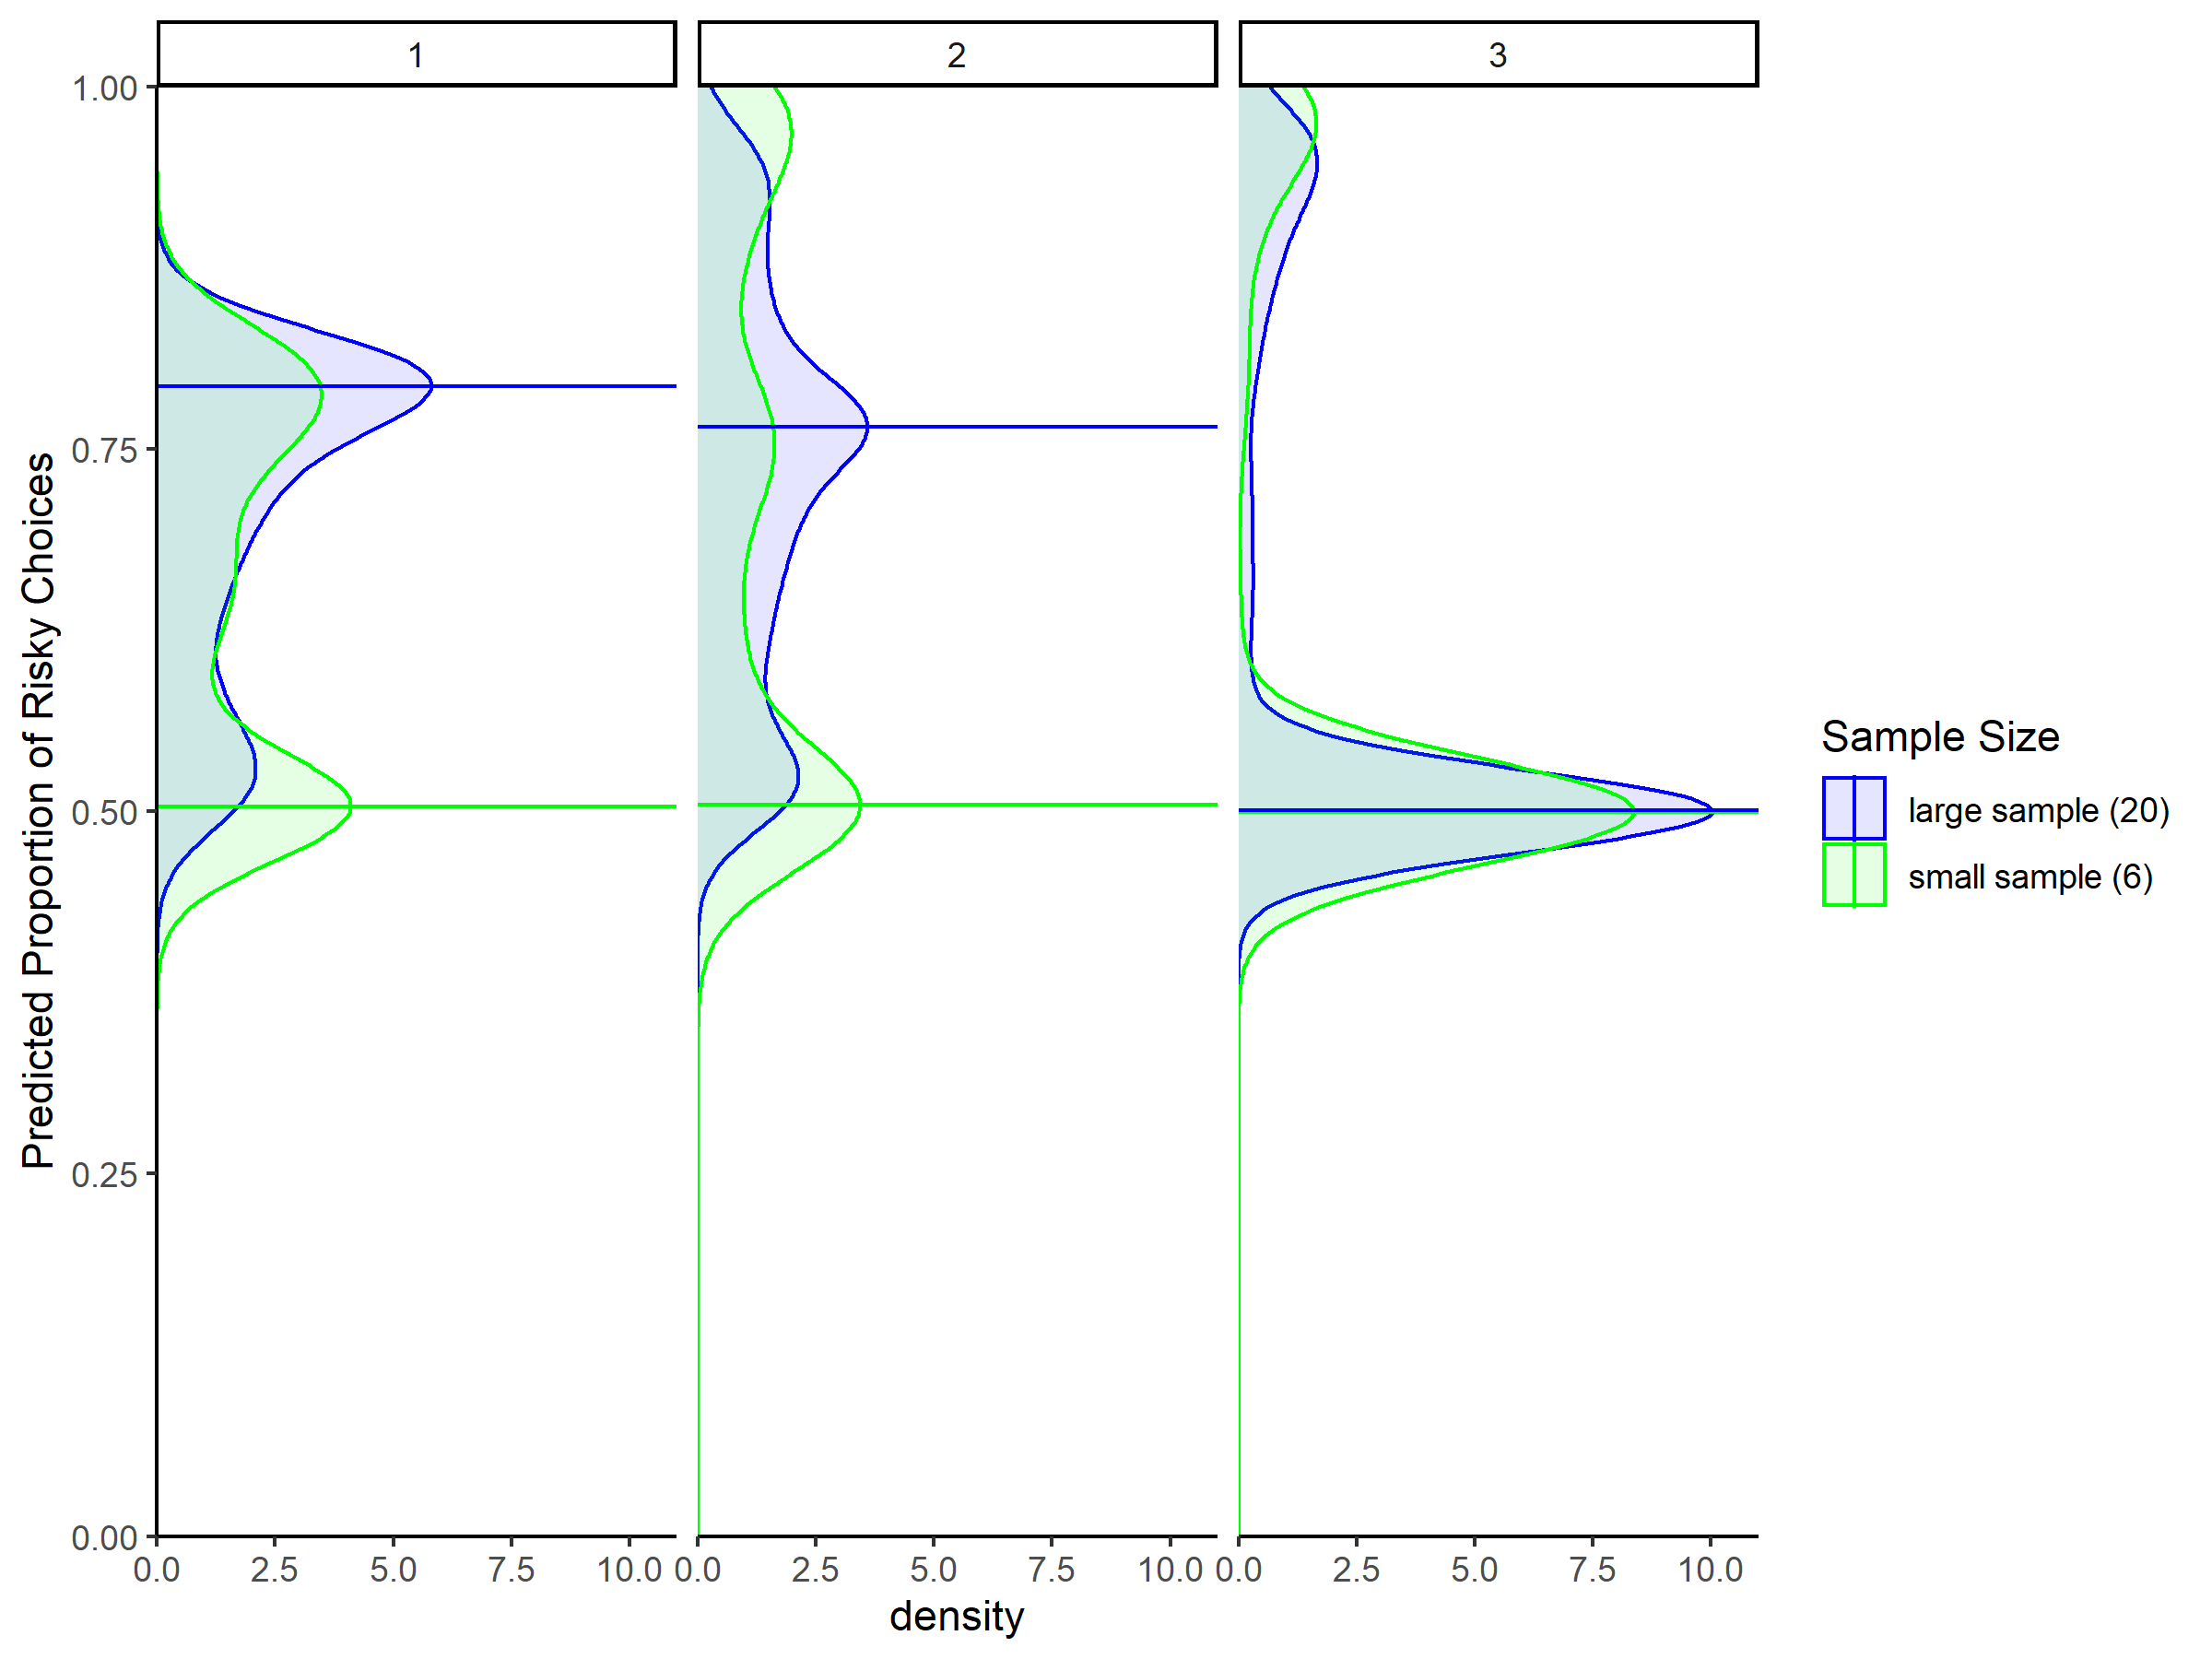 1 2 3
Predicted Proportion of Risky Choices
1.00
0.75
0.50
0.25
0.00
0.0 2.5 5.0 7.5 10.0 0.0 2.5 5.0 7.5 10.0 0.0 2.5 5.0 7.5 10.0
density
Sample Size
large sample (20)
small sample (6)